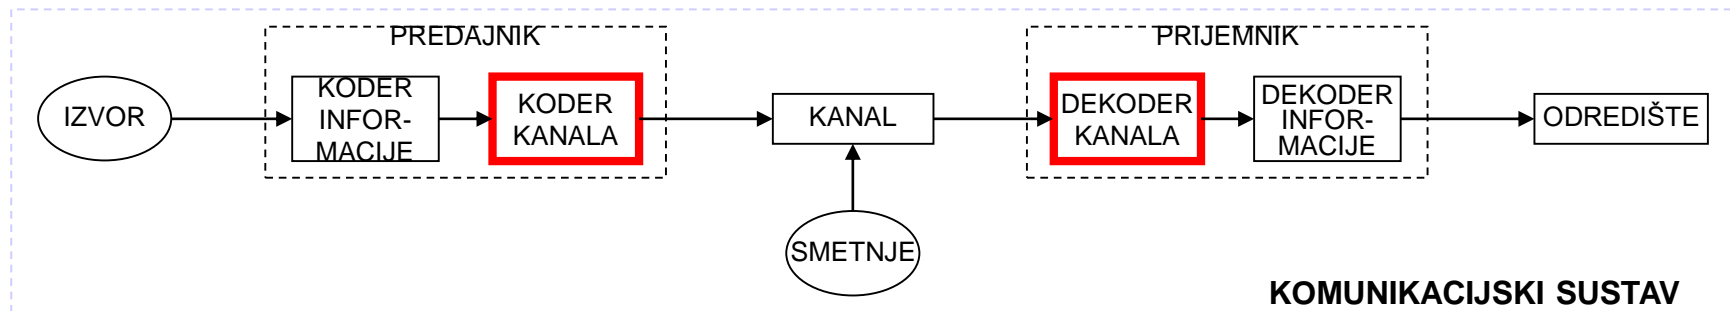 PREDAJNIK
PRIJEMNIK
IZVOR
KODER
INFOR-
MACIJE
KODER
KANALA
KANAL
DEKODER
KANALA
DEKODER
INFOR-
MACIJE
ODREDIŠTE
SMETNJE
KOMUNIKACIJSKI SUSTAV